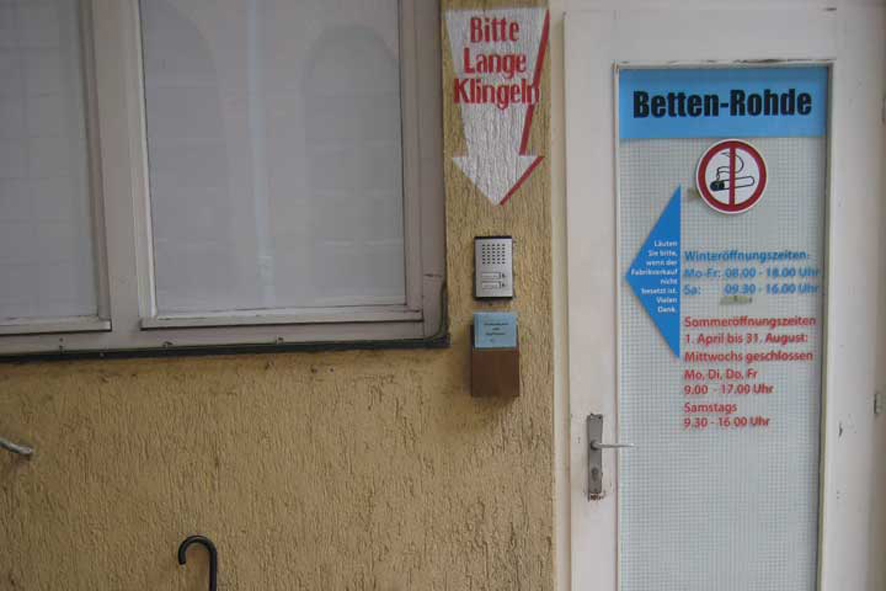 Bitte
Lange
Klingeln
Betten-Rohde
Läuten
Sie bitte,
wenn der
Fabrikverkauf
nicht
besetzt ist.
Vielen
Dank.
Winteröffnungszeiten:
Mo-Fr: 08.00 - 18.00 Uhr
Sa: 09.30 - 16.00 Uhr
Sommeröffnungszeiten
1. April bis 31. August:
Mittwochs geschlossen
Mo, Di, Do, Fr
9.00 - 17.00 Uhr
Samstags
9.30 - 16 00 Uhr